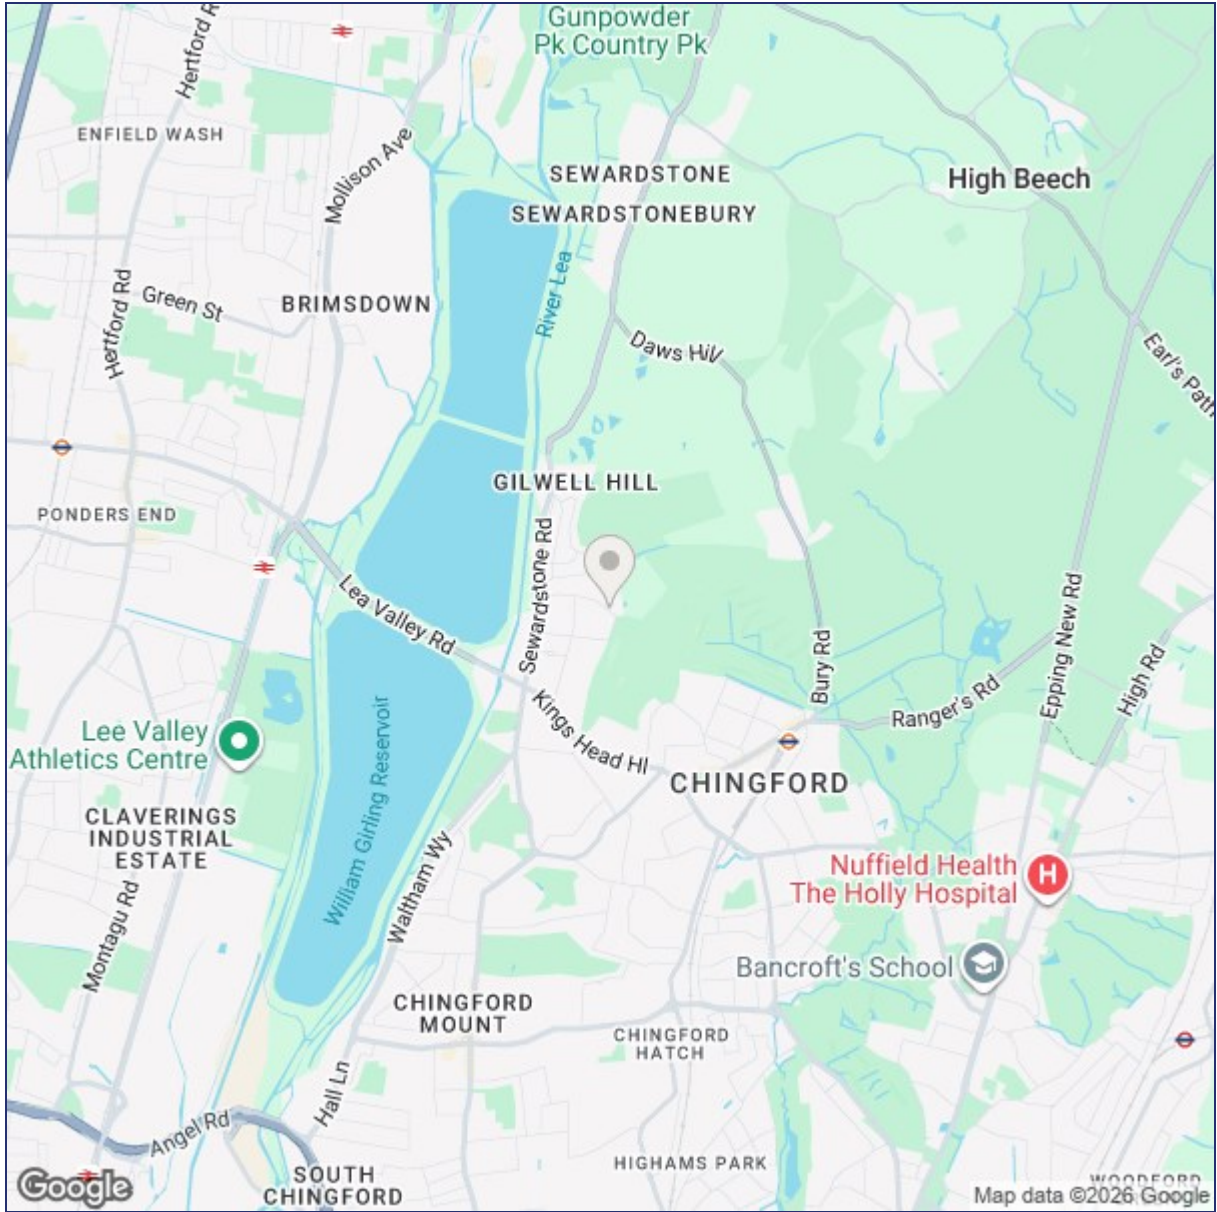 Gunpowder
Pk Country Pk
Hertford R
ENFIELD WASH
Mollison Ave
SEWARDSTONE
SEWARDSTONEBURY
High Beech
River Lea
Hertford Rd
Green St
BRIMSDOWN
Daws Hil
Earl's Path
GILWELL HILL
PONDERS END
Sewardstone Rd
Lea Valley Rd
Bury Rd
Epping New Rd
High Rd
Ranger's Rd
Kings Head Hl
Lee Valley
Athletics Centre
William Girling Reservoir
CHINGFORD
CLAVERINGS
INDUSTRIAL
ESTATE
Waltham Wy
Nuffield Health
The Holly Hospital
H
Montagu Rd
Bancroft's School
CHINGFORD
MOUNT
CHINGFORD
HATCH
Hall Ln
Angel Rd
SOUTH
CHINGFORD
HIGHAMS PARK
WOODFORD
Google
Map data ©2026 Google